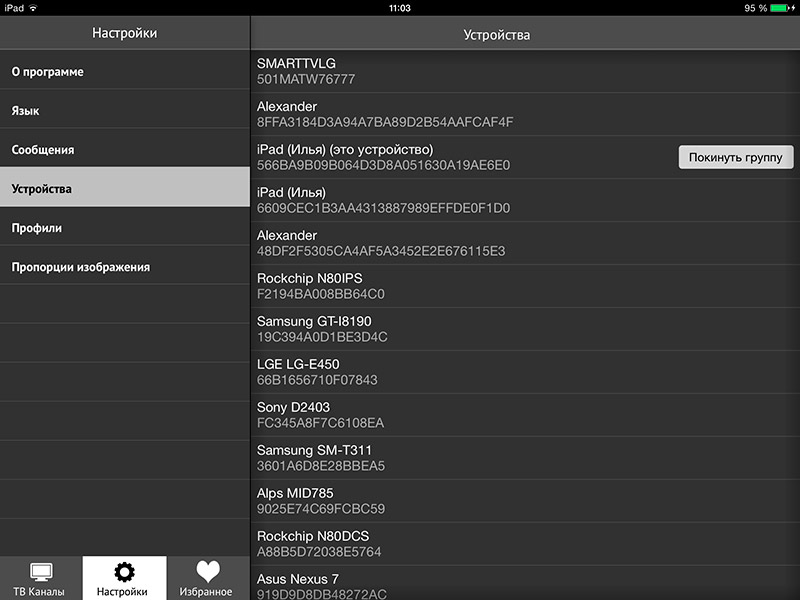 iPad
11:03
95 %
Настройки
Устройства
О программе
Язык
Сообщения
Устройства
Профили
Пропорции изображения
SMARTTVLG
501MATW76777
Alexander
8FFA3184D3A94A7BA89D2B54AAFCAF4F
iPad (Илья) (это устройство)
566BA9B09B064D3D8A051630A19AE6E0
Покинуть группу
iPad (Илья)
6609CEC1B3AA4313887989EFFDE0F1D0
Alexander
48DF2F5305CA4AF5A3452E2E676115E3
Rockchip N80IPS
F2194BA008BB64C0
Samsung GT-I8190
19C394A0D1BE3D4C
LGE LG-E450
66B1656710F07843
Sony D2403
FC345A8F7C6108EA
Samsung SM-T311
3601A6D8E28BBEA5
Alps MID785
9025E74C69FCBC59
Rockchip N80DCS
A88B5D72038E5764
Asus Nexus 7
919D9D8DB48272AC
ТВ Каналы
Настройки
Избранное